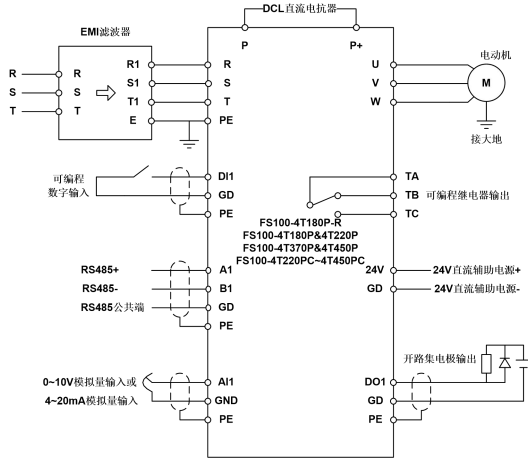 DCL直流电抗器
EMI滤波器
P
P+
电动机
R
R
R1
R
U
S
S
S1
S
V
M
T
T
T1
T
W
E
PE
接大地
可编程
数字输入
DI1
GD
PE
TA
TB
TC
可编程继电器输出
FS100-4T180P-R
FS100-4T180P&4T220P
FS100-4T370P&4T450P
FS100-4T220PC~4T450PC
RS485+
A1
24V
24V直流辅助电源+
RS485-
B1
GD
24V直流辅助电源-
RS485公共端
GD
PE
开路集电极输出
0~10V模拟量输入或
AI1
DO1
4~20mA模拟量输入
GND
GD
PE
PE